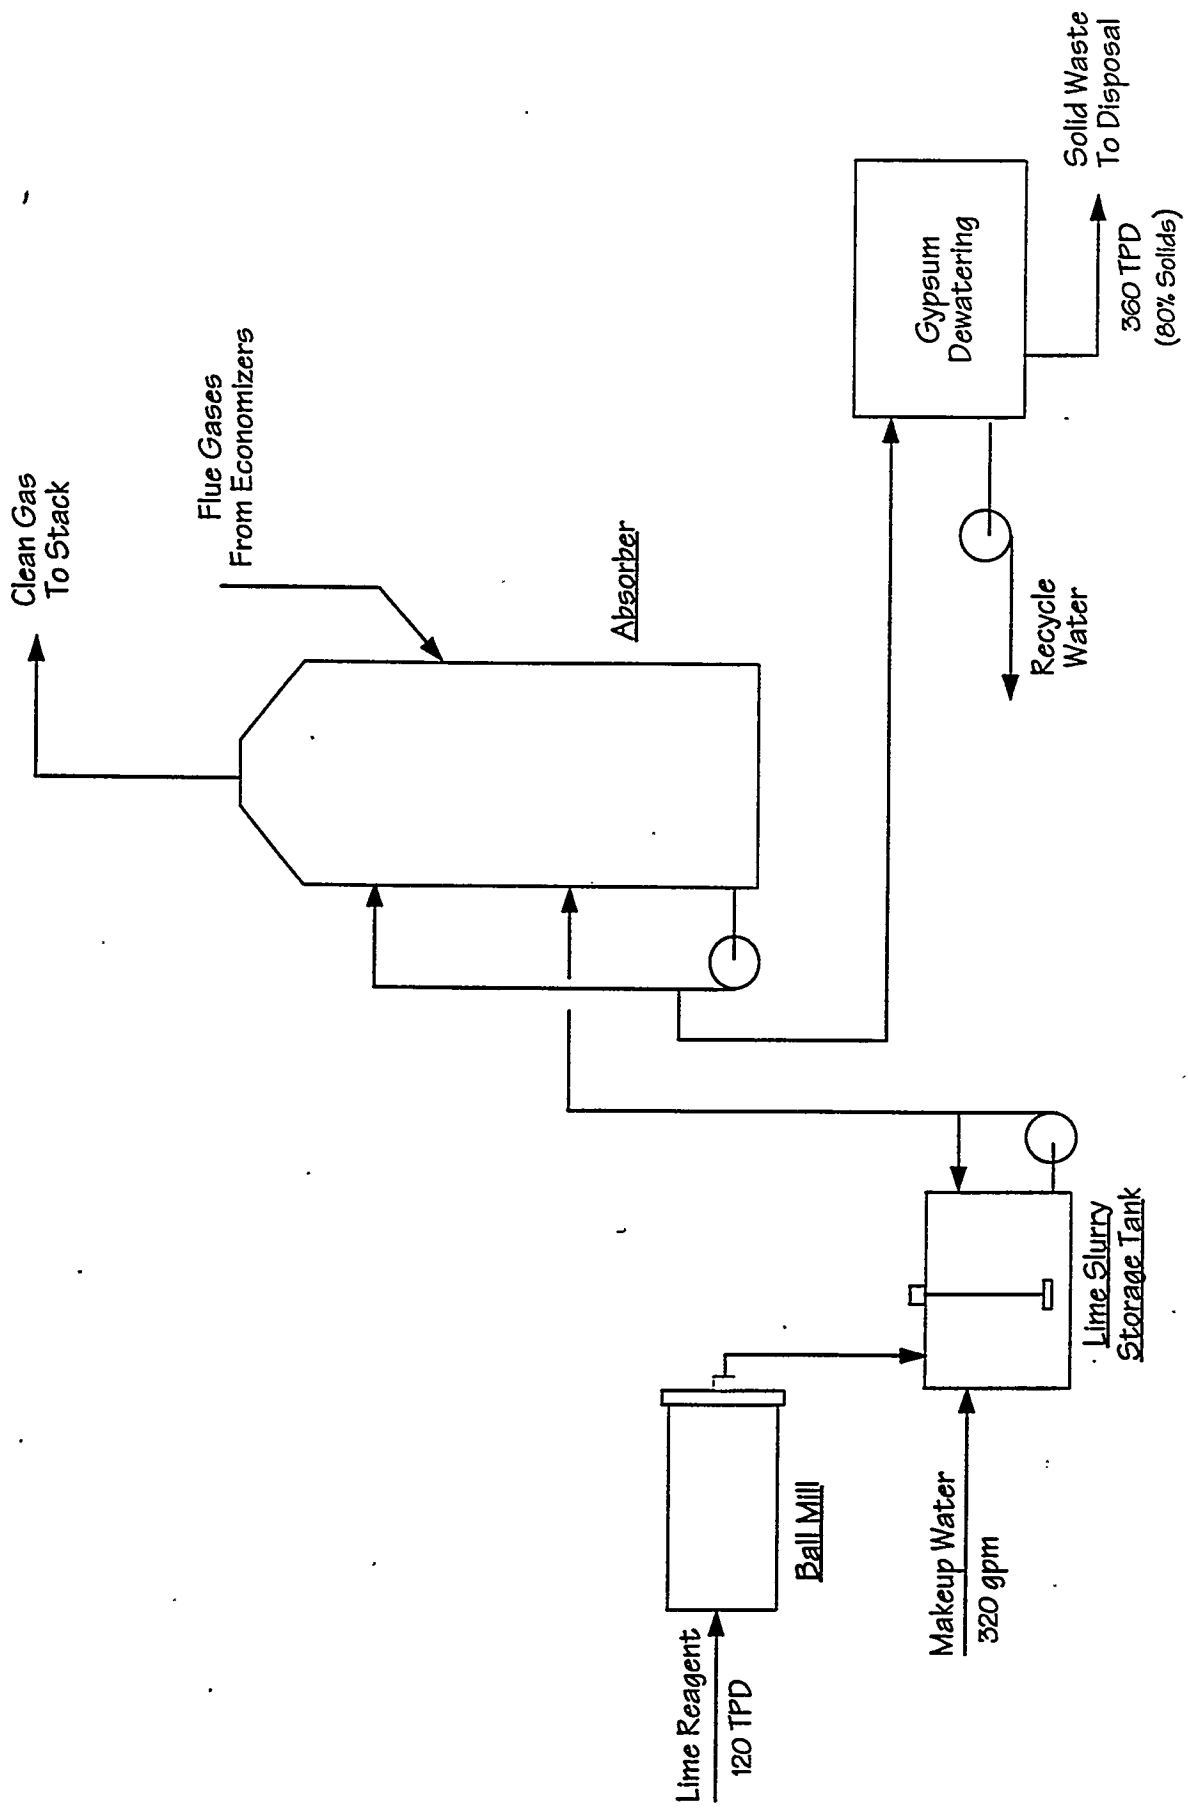 Clean Gas
To Stack
Flue Gases
From Economizers
Absorber
Lime Reagent
120 TPD
Ball Mill
Makeup Water
320 gpm
Lime Slurry
Storage Tank
Recycle
Water
Gypsum
Dewatering
Solid Waste
To Disposal
360 TPD
(80% Solids)